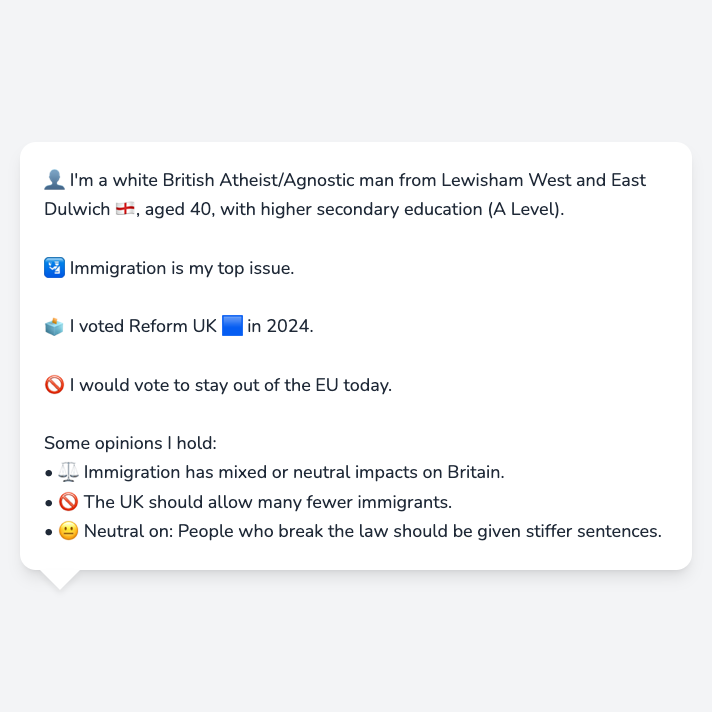 👤 I'm a white British Atheist/Agnostic man from Lewisham West and East
Dulwich 🏴󠁧󠁢󠁥󠁮󠁧󠁿, aged 40, with higher secondary education (A Level).
🛂 Immigration is my top issue.
🗳️ I voted Reform UK 🟦 in 2024.
🚫 I would vote to stay out of the EU today.
Some opinions I hold:
• ⚖️ Immigration has mixed or neutral impacts on Britain.
• 🚫 The UK should allow many fewer immigrants.
• 😐 Neutral on: People who break the law should be given stiffer sentences.